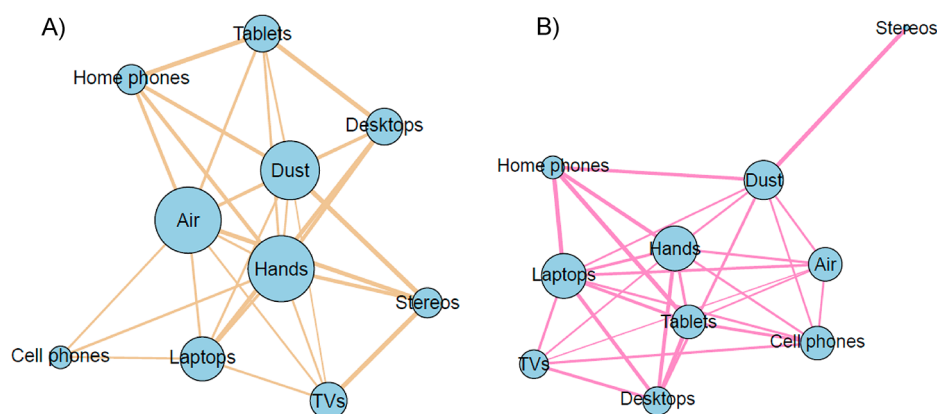 A)
Tablets
Home phones
Desktops
Dust
Air
Hands
Stereos
Cell phones
Laptops
TVs
B)
Stereos
Home phones
Dust
Hands
Air
Laptops
Tablets
Cell phones
TVs
Desktops